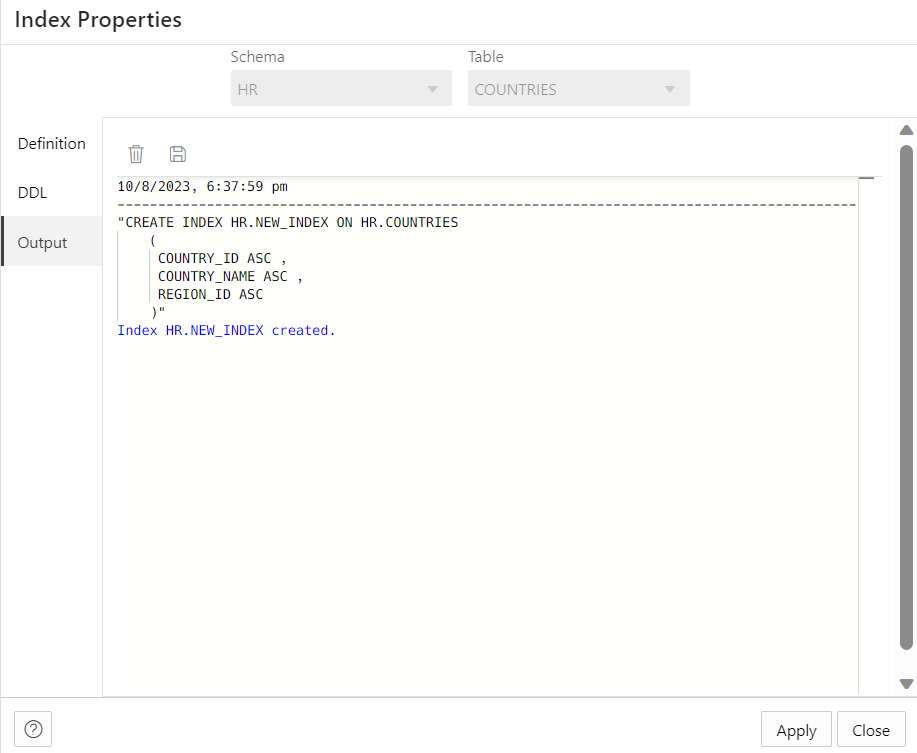 Index Properties
Schema
Table
HR
COUNTRIES
Definition
DDL
Output
10/8/2023, 6:37:59 pm
--------------------------------------------------------------------------------------------
"CREATE INDEX HR.NEW_INDEX ON HR.COUNTRIES
(
COUNTRY_ID ASC ,
COUNTRY_NAME ASC ,
REGION_ID ASC
)"
Index HR.NEW_INDEX created.
?
Apply
Close